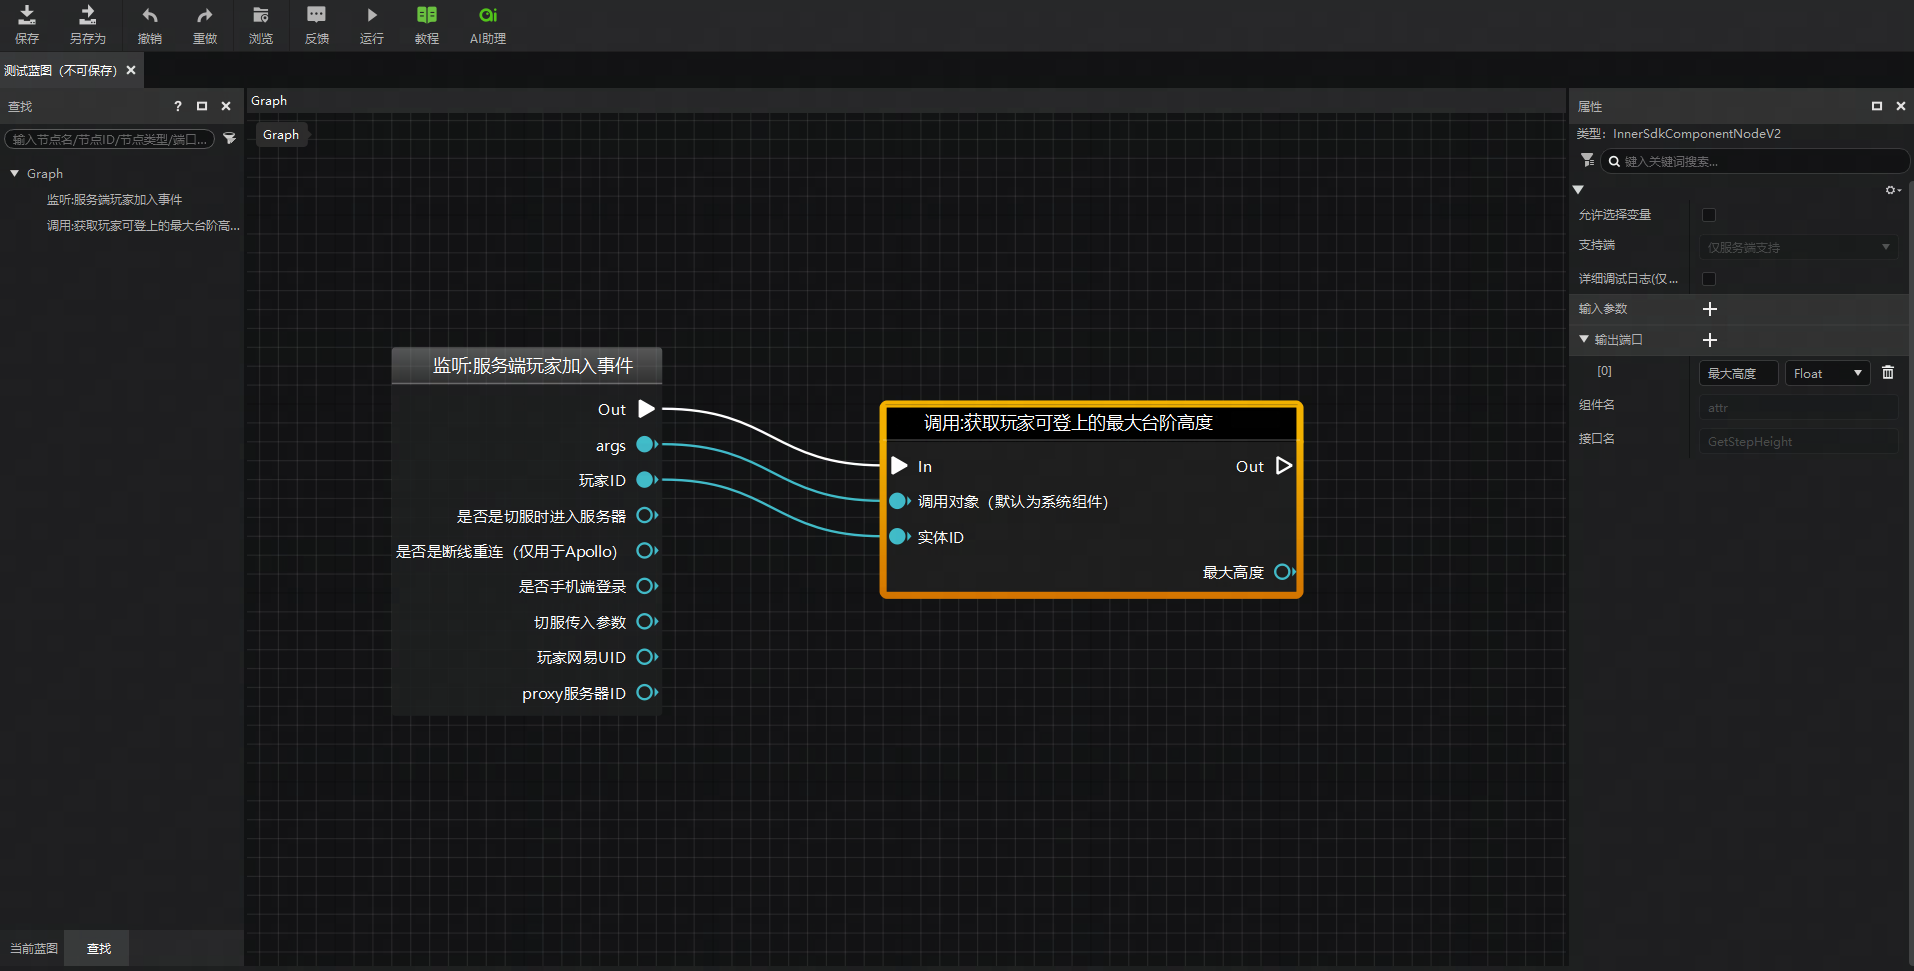 保存
另存为
撤销
重做
浏览
反馈
运行
教程
AI助理
测试蓝图（不可保存）
查找
?
输入节点名/节点ID/节点类型/端口...
Graph
监听:服务端玩家加入事件
调用:获取玩家可登上的最大台阶高...
当前蓝图
查找
Graph
Graph
监听:服务端玩家加入事件
Out
args
玩家ID
是否是切服时进入服务器
是否是断线重连（仅用于Apollo）
是否手机端登录
切服传入参数
玩家网易UID
proxy服务器ID
调用:获取玩家可登上的最大台阶高度
In
Out
调用对象（默认为系统组件）
实体ID
最大高度
属性
类型：InnerSdkComponentNodeV2
键入关键词搜索...
允许选择变量
支持端
仅服务端支持
详细调试日志(仅...
输入参数
输出端口
[0]
最大高度
Float
组件名
attr
接口名
GetStepHeight